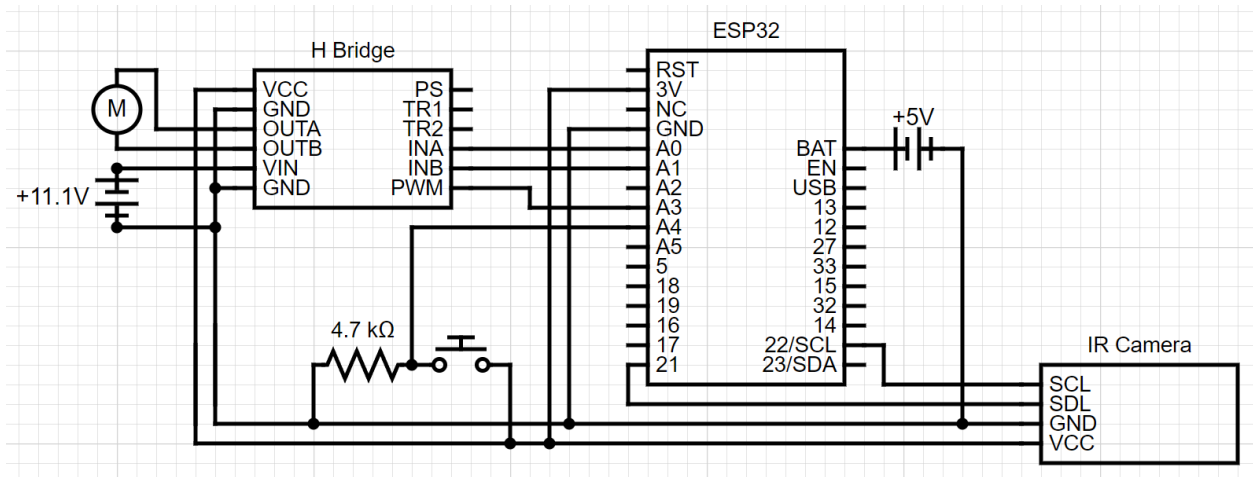 ESP32
H Bridge
M
VCC
GND
OUTA
OUTB
VIN
GND
PS
TR1
TR2
INA
INB
PWM
+11.1V
4.7 kΩ
RST
3V
NC
GND
A0
A1
A2
A3
A4
A5
5
18
19
16
17
21
BAT
EN
USB
13
12
27
33
15
32
14
22/SCL
23/SDA
+5V
IR Camera
SCL
SDL
GND
VCC